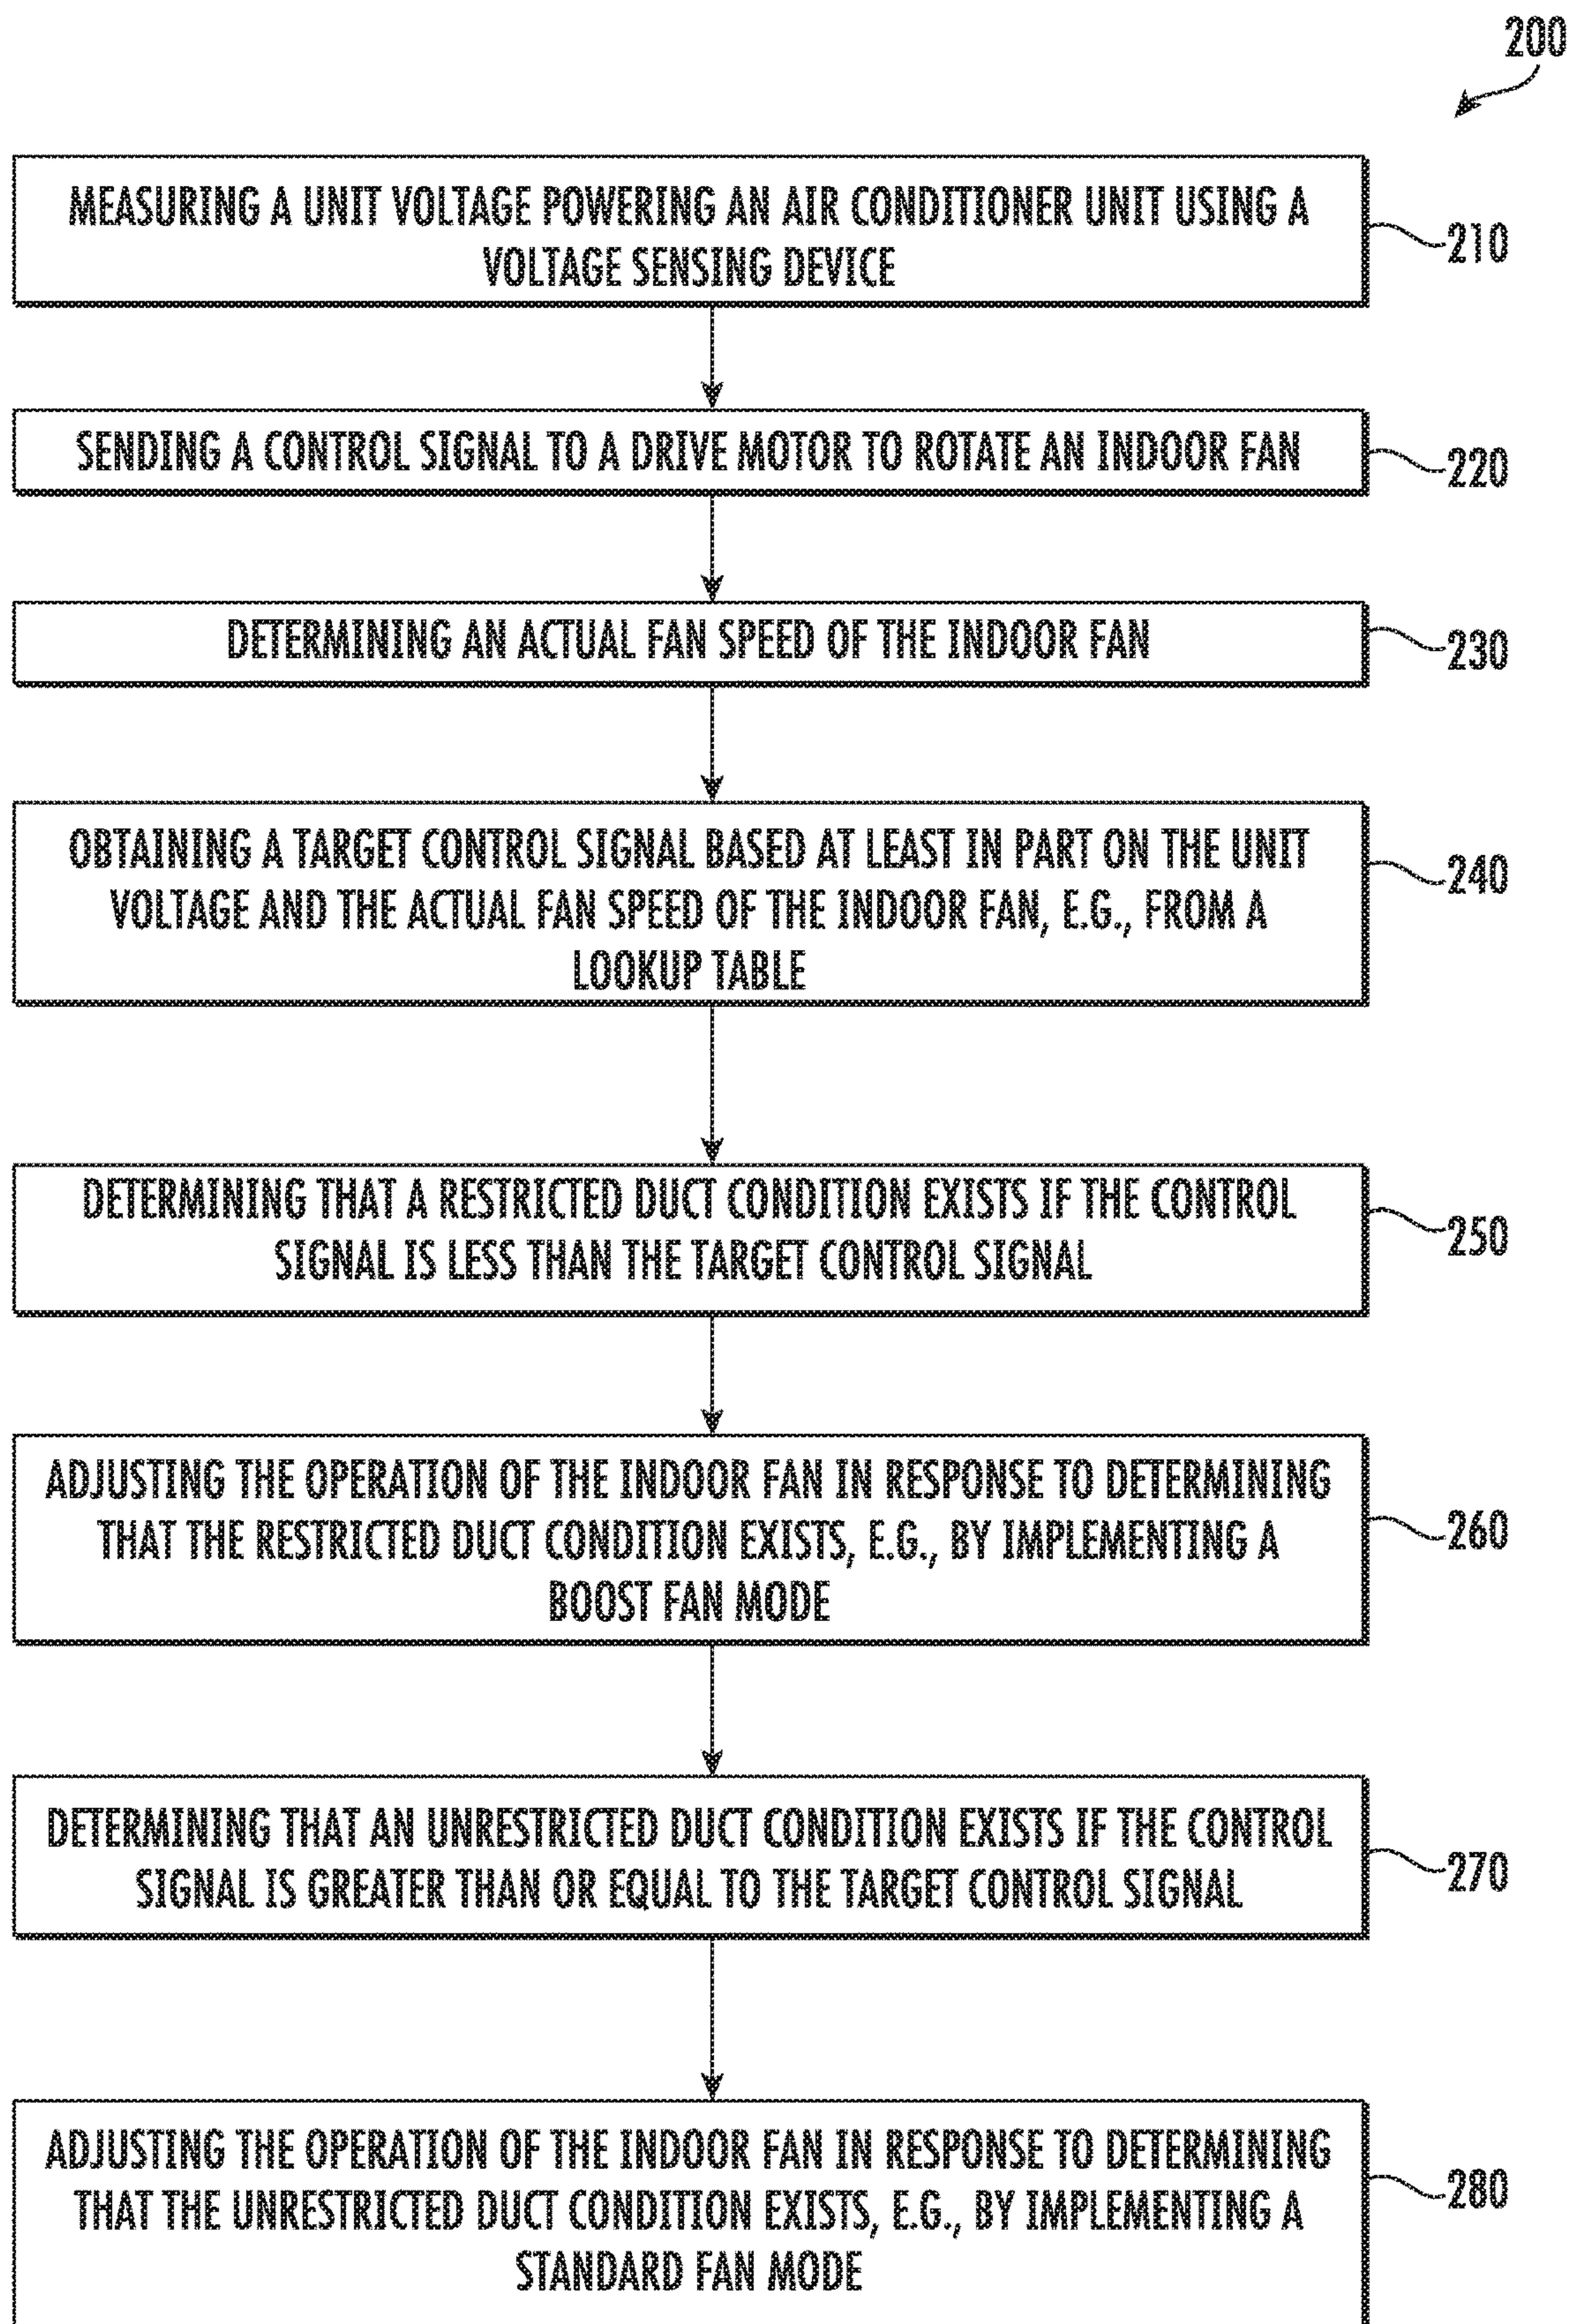 200
MEASURING A UNIT VOLTAGE POWERING AN AIR CONDITIONER UNIT USING A
VOLTAGE SENSING DEVICE
210
SENDING A CONTROL SIGNAL TO A DRIVE MOTOR TO ROTATE AN INDOOR FAN
220
DETERMINING AN ACTUAL FAN SPEED OF THE INDOOR FAN
230
OBTAINING A TARGET CONTROL SIGNAL BASED AT LEAST IN PART ON THE UNIT
VOLTAGE AND THE ACTUAL FAN SPEED OF THE INDOOR FAN, E.G., FROM A
LOOKUP TABLE
240
DETERMINING THAT A RESTRICTED DUCT CONDITION EXISTS IF THE CONTROL
SIGNAL IS LESS THAN THE TARGET CONTROL SIGNAL
250
ADJUSTING THE OPERATION OF THE INDOOR FAN IN RESPONSE TO DETERMINING
THAT THE RESTRICTED DUCT CONDITION EXISTS, E.G., BY IMPLEMENTING A
BOOST FAN MODE
260
DETERMINING THAT AN UNRESTRICTED DUCT CONDITION EXISTS IF THE CONTROL
SIGNAL IS GREATER THAN OR EQUAL TO THE TARGET CONTROL SIGNAL
270
ADJUSTING THE OPERATION OF THE INDOOR FAN IN RESPONSE TO DETERMINING
THAT THE UNRESTRICTED DUCT CONDITION EXISTS, E.G., BY IMPLEMENTING A
STANDARD FAN MODE
280